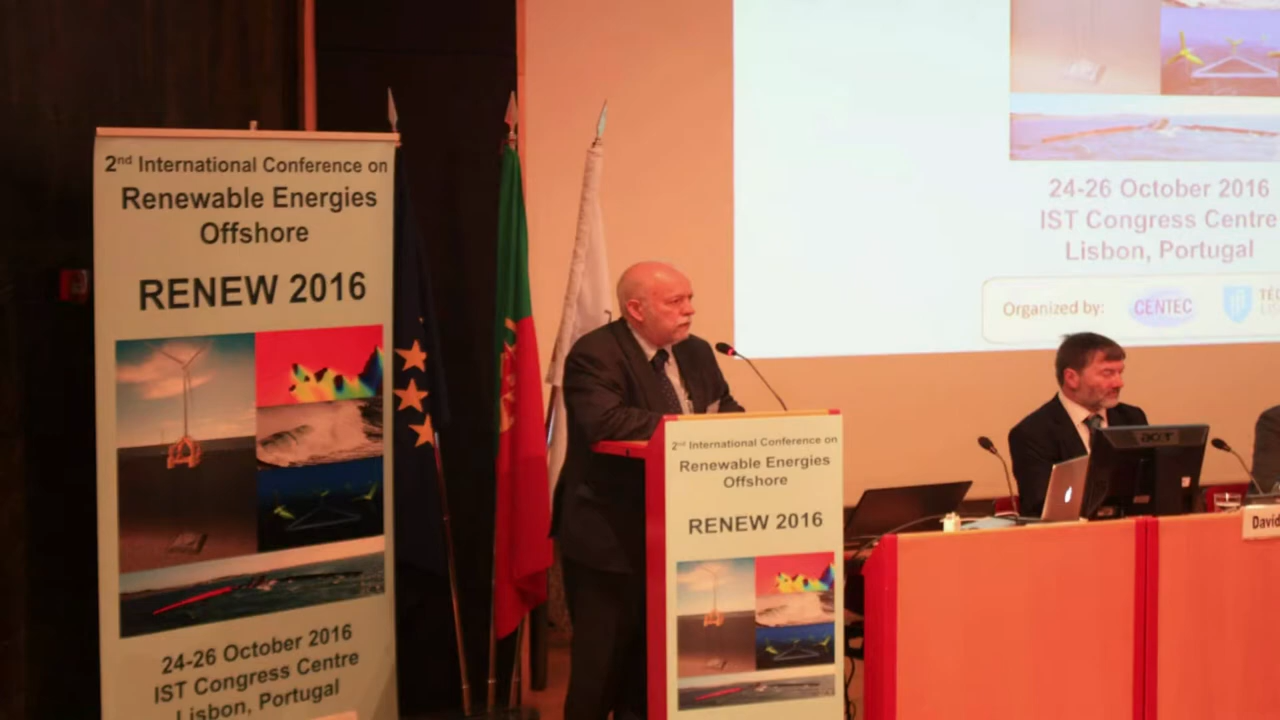 2nd International Conference on
Renewable Energies
Offshore
RENEW 2016
24-26 October 2016
IST Congress Centre
Lisbon, Portugal
2nd International Conference on
Renewable Energies
Offshore
RENEW 2016
24-26 October 2016
IST Congress Centre
Lisbon, Portugal
Organized by:
CENTEC
acer
David